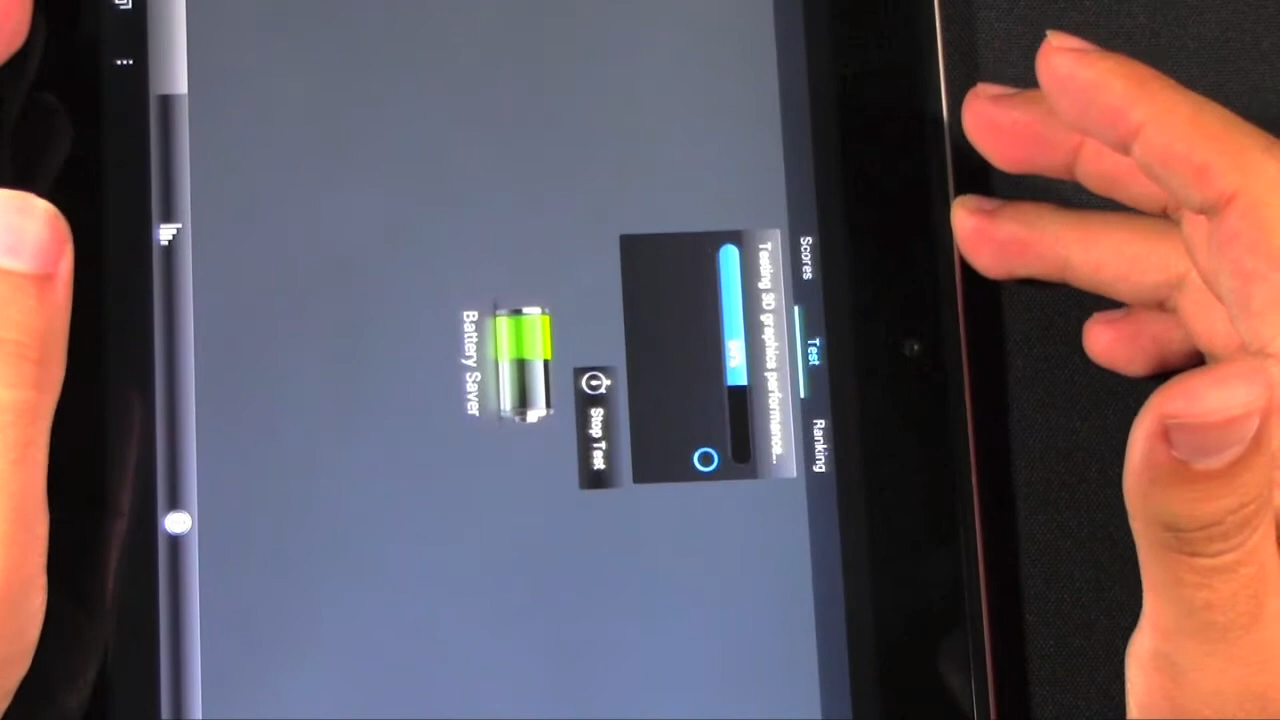 Scores
Test
Ranking
Testing 3D graphics performance...
Stop Test
Battery Saver